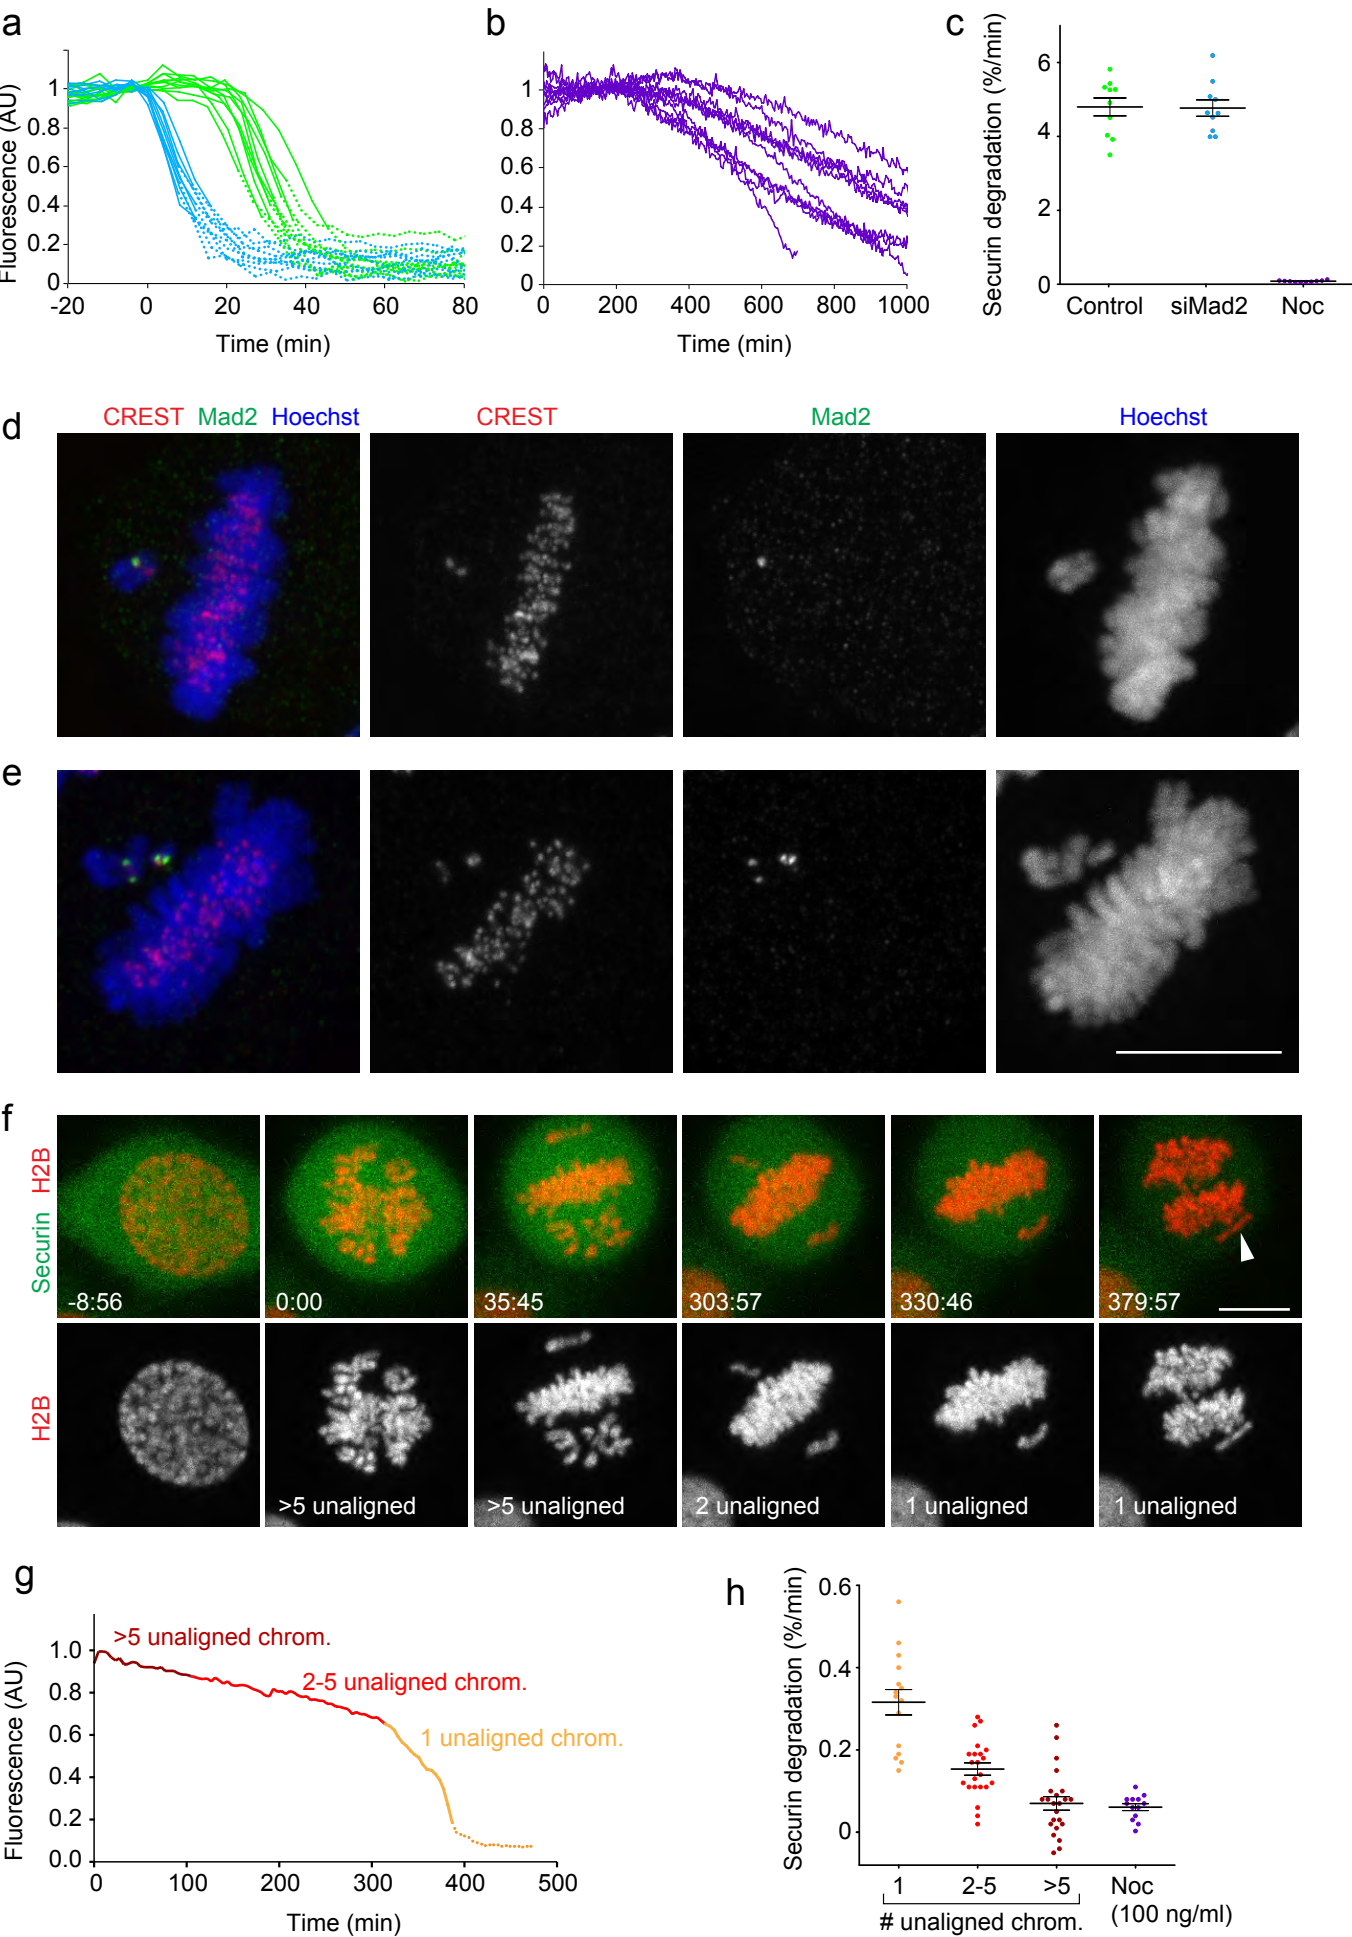 a
Fluorescence (AU)
1
0.8
0.6
0.4
0.2
0
-20 0 20 40 60 80
Time (min)
b
1
0.8
0.6
0.4
0.2
0
0 200 400 600 800 1000
Time (min)
c
Securin degradation (%/min)
6
4
2
0
Control siMad2 Noc
d
CREST Mad2 Hoechst CREST Mad2 Hoechst
e
f
Securin H2B
-8:56 0:00 35:45 303:57 330:46 379:57
H2B
>5 unaligned >5 unaligned 2 unaligned 1 unaligned 1 unaligned
g
Fluorescence (AU)
1.0
0.8
0.6
0.4
0.2
0.0
>5 unaligned chrom.
2-5 unaligned chrom.
1 unaligned chrom.
0 100 200 300 400 500
Time (min)
h
Securin degradation (%/min)
0.6
0.4
0.2
0
1 2-5 >5 Noc
# unaligned chrom. (100 ng/ml)